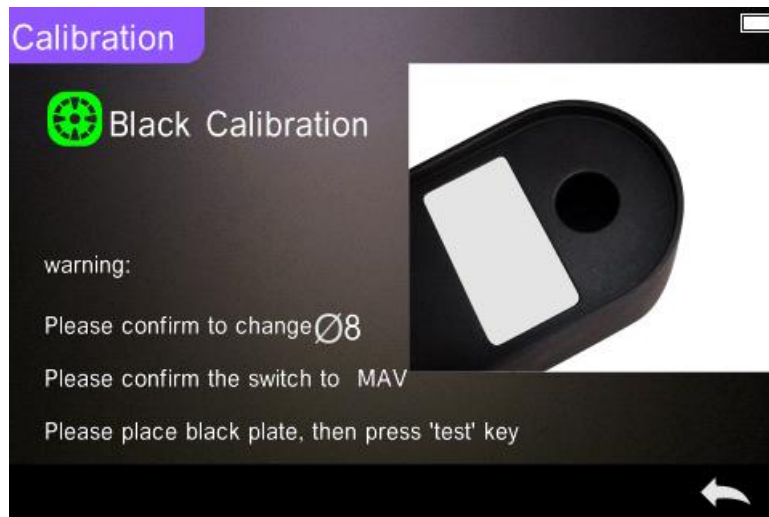 Calibration
Black Calibration
warning:
Please confirm to change Ø8
Please confirm the switch to MAV
Please place black plate, then press 'test' key